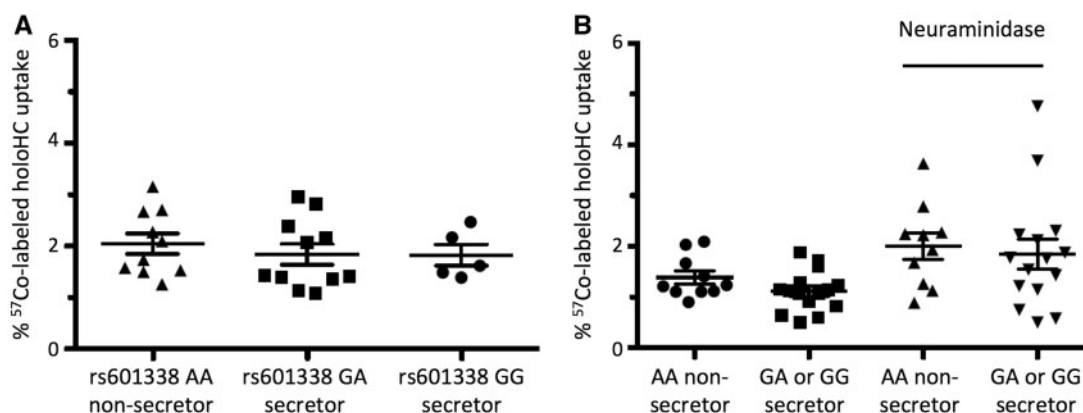 A
% ⁵⁷Co-labeled holoHC uptake
6
4
2
0
rs601338 AA
non-secretor
rs601338 GA
secretor
rs601338 GG
secretor
B
% ⁵⁷Co-labeled holoHC uptake
6
4
2
0
Neuraminidase
AA non-
secretor
GA or GG
secretor
AA non-
secretor
GA or GG
secretor